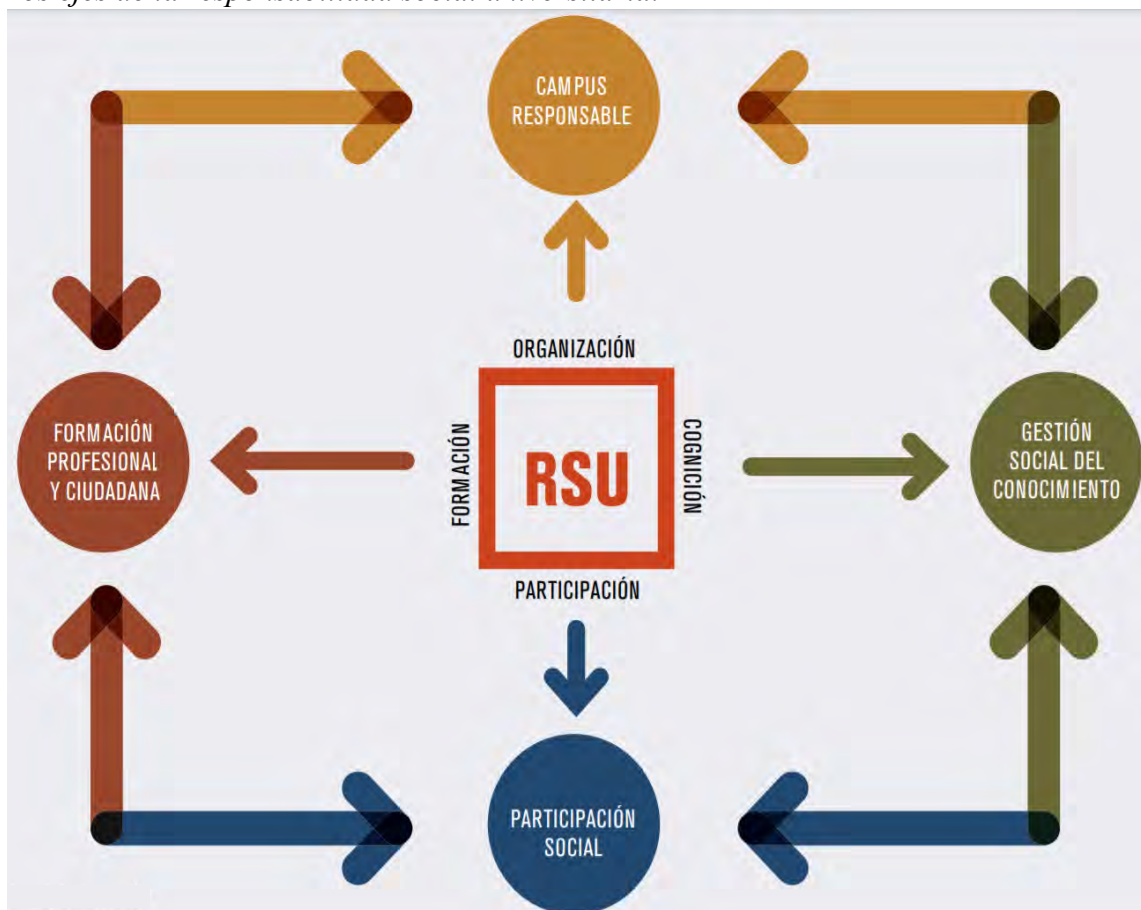 CAMPUS
RESPONSABLE
ORGANIZACIÓN
FORMACIÓN
PROFESIONAL
Y CIUDADANA
FORMACIÓN
RSU
COGNICIÓN
GESTIÓN
SOCIAL DEL
CONOCIMIENTO
PARTICIPACIÓN
PARTICIPACIÓN
SOCIAL